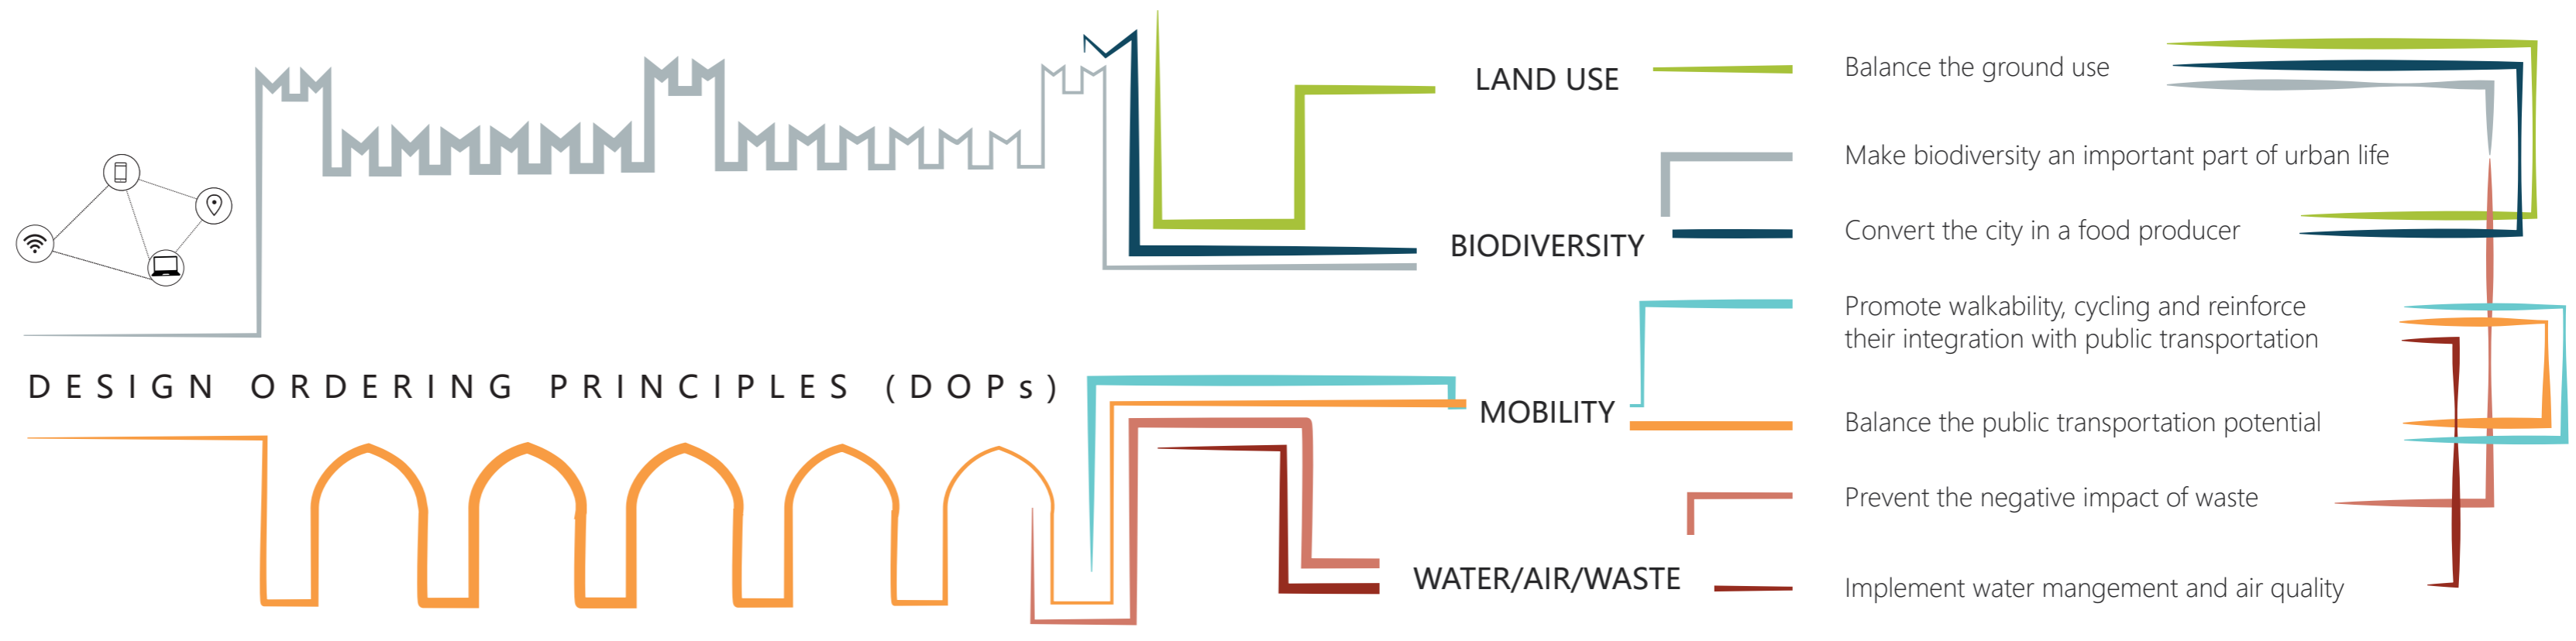 DESIGN ORDERING PRINCIPLES (DOPs)
LAND USE
Balance the ground use
BIODIVERSITY
Make biodiversity an important part of urban life
Convert the city in a food producer
MOBILITY
Promote walkability, cycling and reinforce
their integration with public transportation
Balance the public transportation potential
WATER/AIR/WASTE
Prevent the negative impact of waste
Implement water mangement and air quality